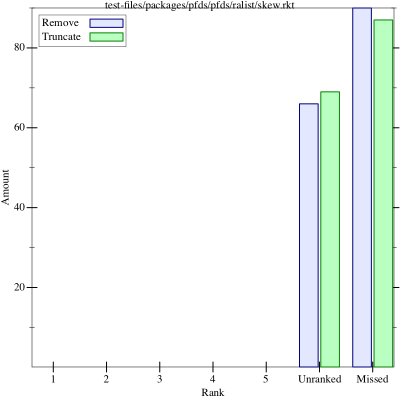 test-files/packages/pfds/pfds/ralist/skew.rkt
Remove
Truncate
80
60
40
20
Amount
1 2 3 4 5 Unranked Missed
Rank